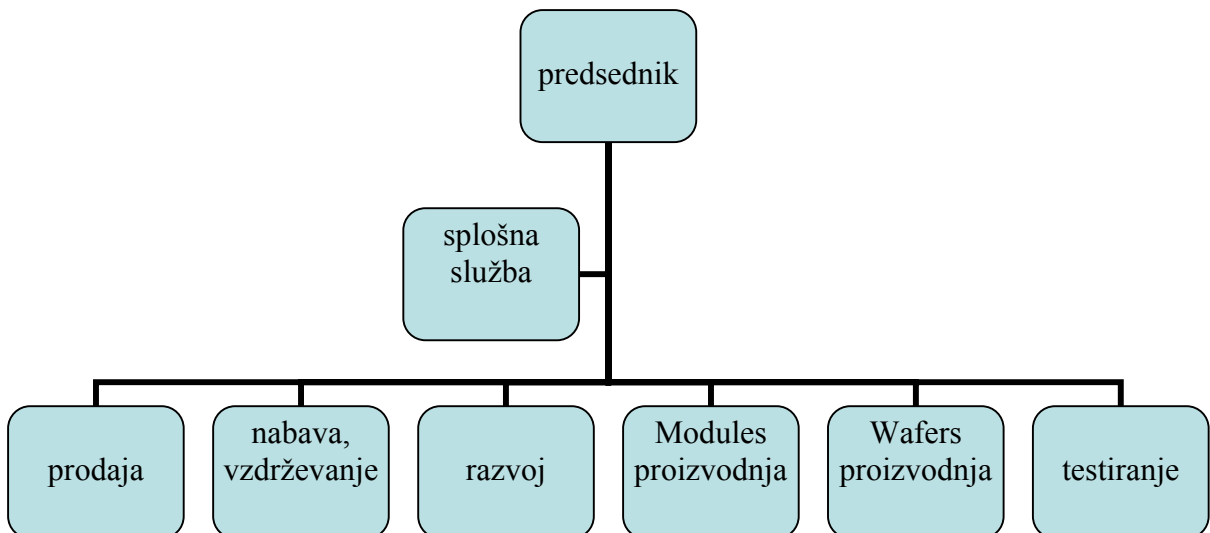 predsednik
splošna
služba
prodaja
nabava,
vzdrževanje
razvoj
Modules
proizvodnja
Wafers
proizvodnja
testiranje